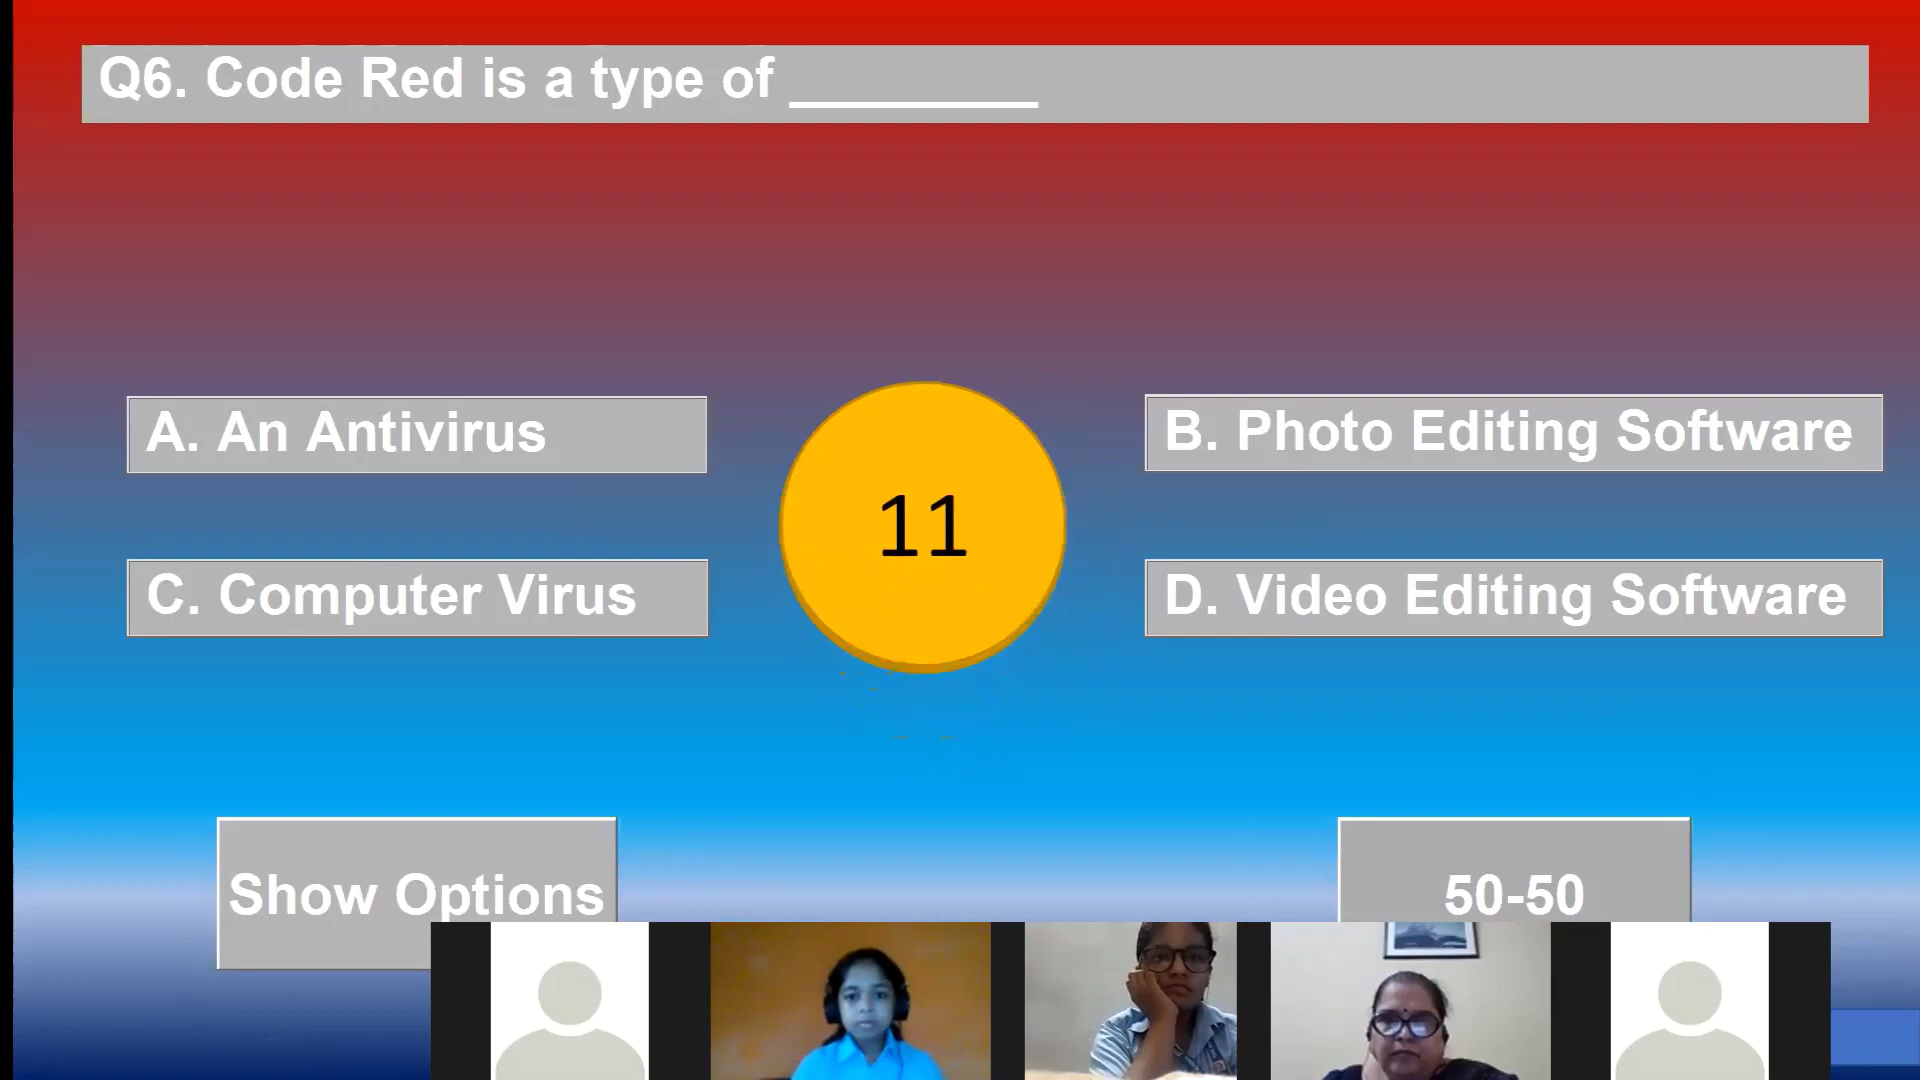 Q6. Code Red is a type of ________
A. An Antivirus
B. Photo Editing Software
11
C. Computer Virus
D. Video Editing Software
Show Options
50-50